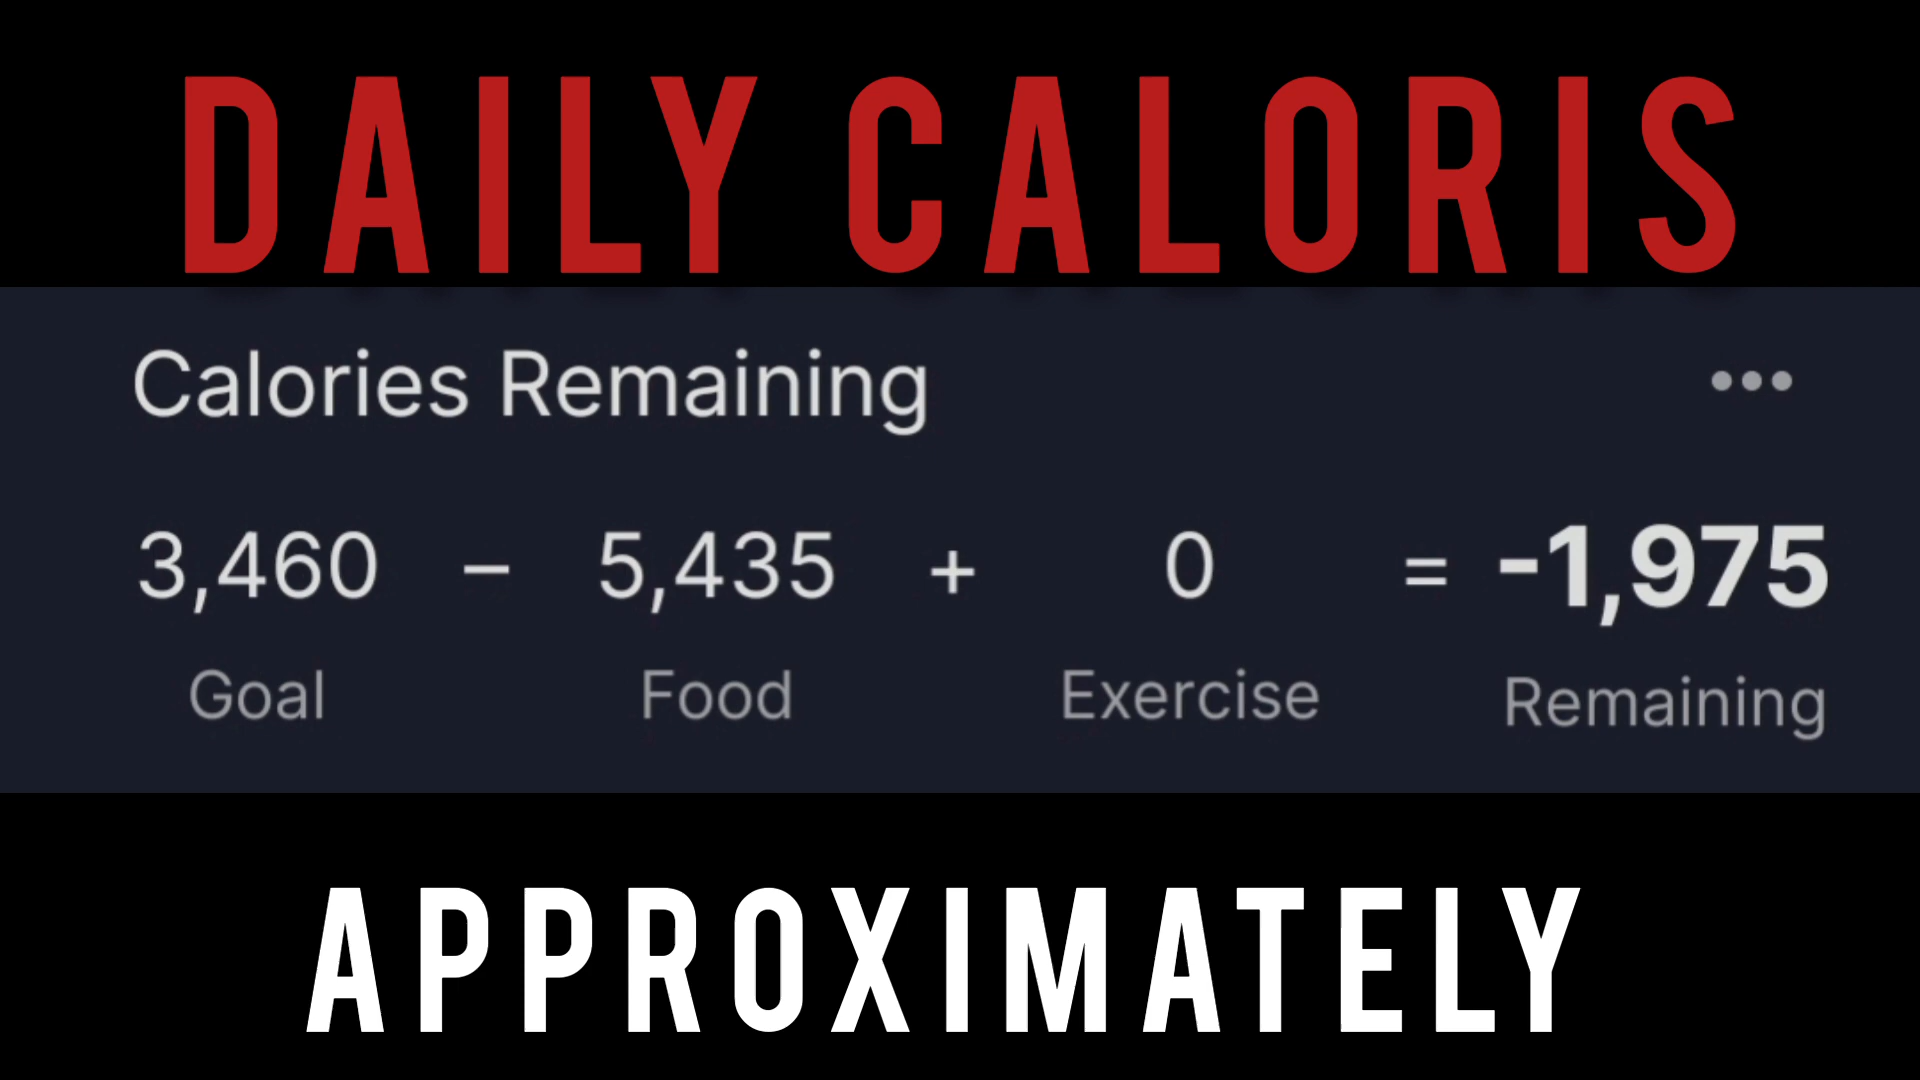 DAILY CALORIS
Calories Remaining •••
3,460 – 5,435 + 0 = -1,975
Goal Food Exercise Remaining
APPROXIMATELY